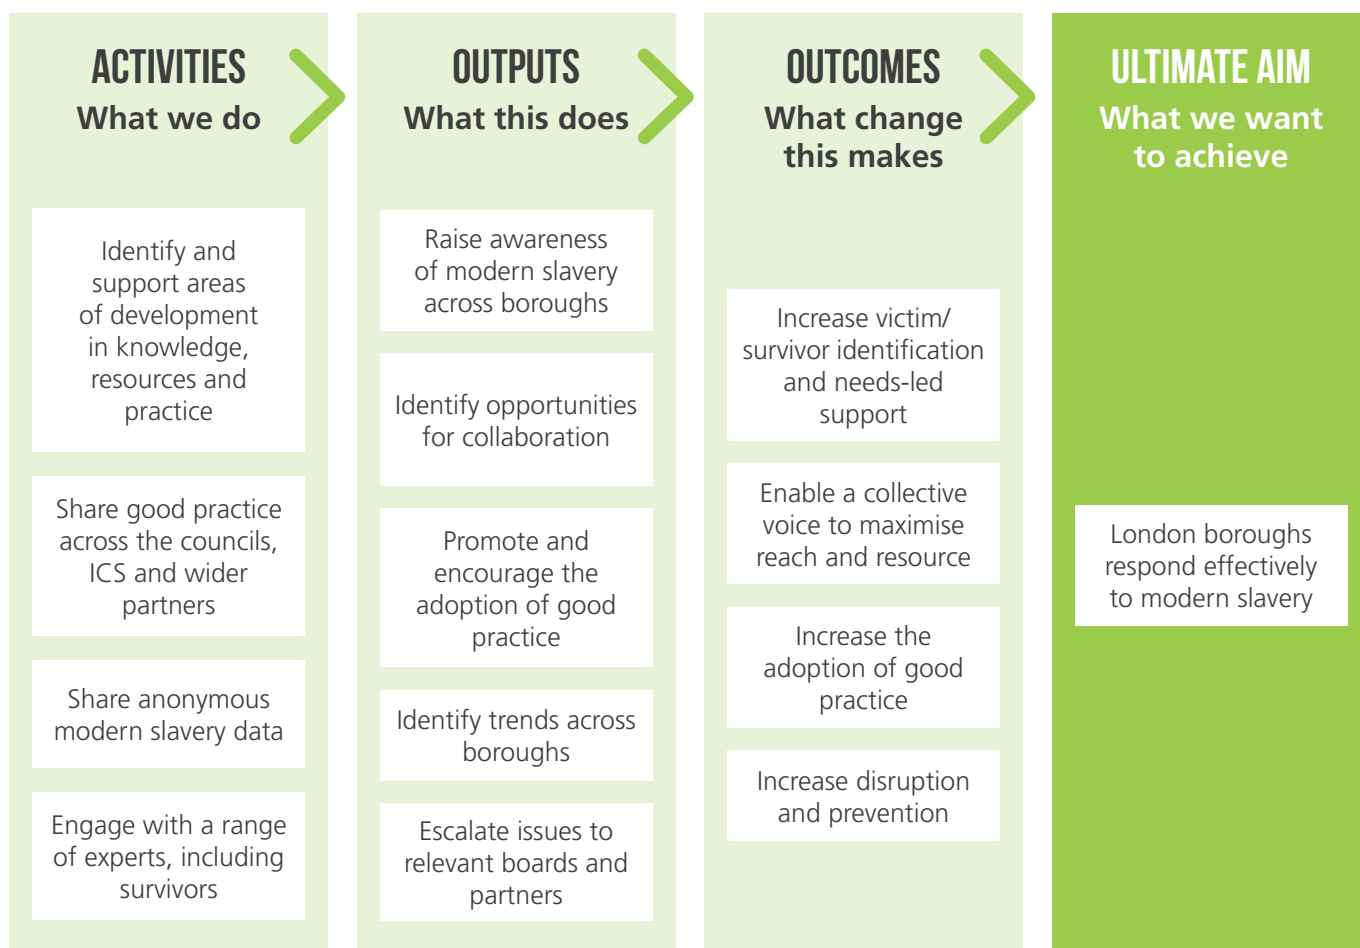 ACTIVITIES
What we do
Identify and
support areas
of development
in knowledge,
resources and
practice
Share good practice
across the councils,
ICS and wider
partners
Share anonymous
modern slavery data
Engage with a range
of experts, including
survivors
OUTPUTS
What this does
Raise awareness
of modern slavery
across boroughs
Identify opportunities
for collaboration
Promote and
encourage the
adoption of good
practice
Identify trends across
boroughs
Escalate issues to
relevant boards and
partners
OUTCOMES
What change
this makes
Increase victim/
survivor identification
and needs-led
support
Enable a collective
voice to maximise
reach and resource
Increase the
adoption of good
practice
Increase disruption
and prevention
ULTIMATE AIM
What we want
to achieve
London boroughs
respond effectively
to modern slavery